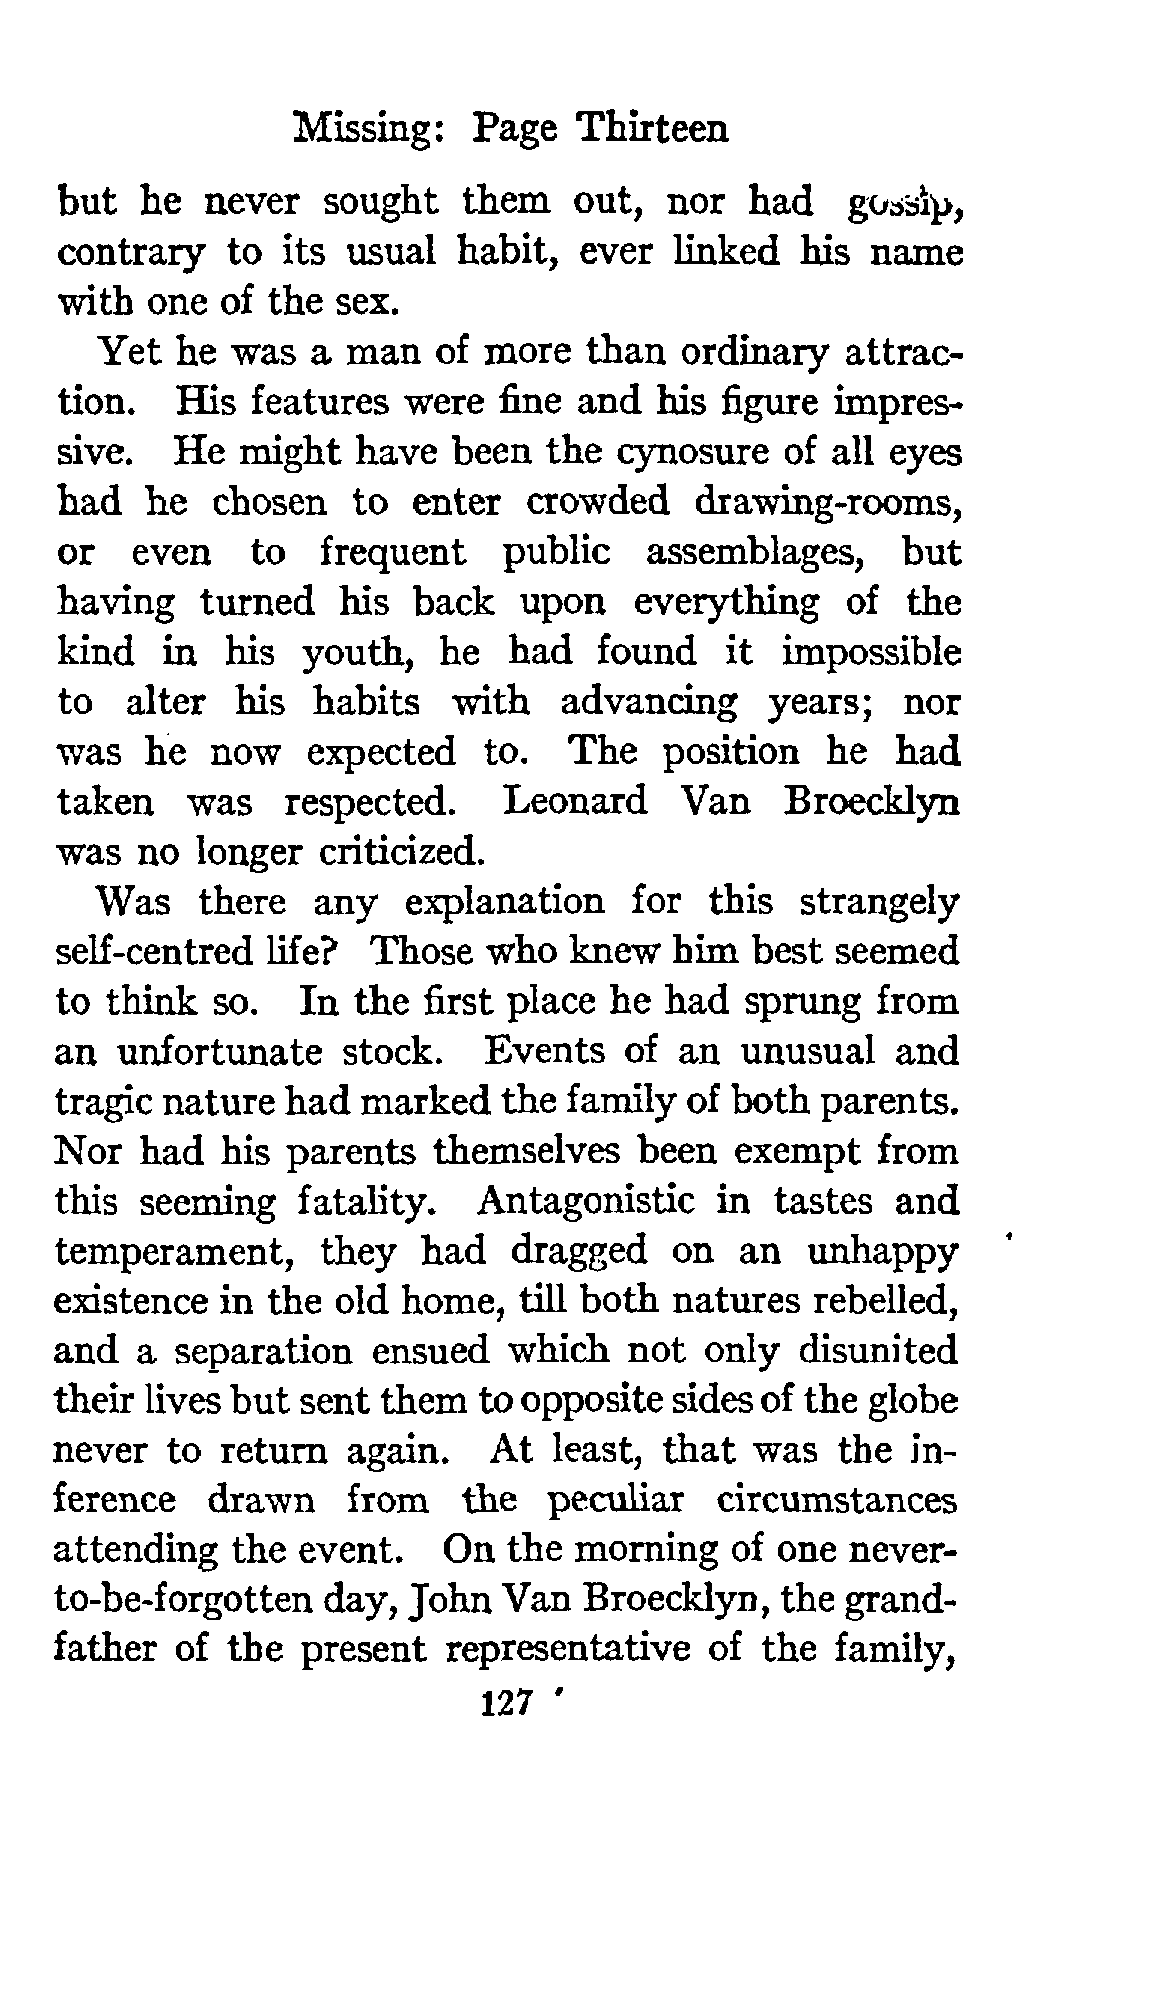 Missing: Page Thirteen
but he never sought them out, nor had gossip,
contrary to its usual habit, ever linked his name
with one of the sex.
Yet he was a man of more than ordinary attrac-
tion. His features were fine and his figure impres-
sive. He might have been the cynosure of all eyes
had he chosen to enter crowded drawing-rooms,
or even to frequent public assemblages, but
having turned his back upon everything of the
kind in his youth, he had found it impossible
to alter his habits with advancing years; nor
was he now expected to. The position he had
taken was respected. Leonard Van Broecklyn
was no longer criticized.
Was there any explanation for this strangely
self-centred life? Those who knew him best seemed
to think so. In the first place he had sprung from
an unfortunate stock. Events of an unusual and
tragic nature had marked the family of both parents.
Nor had his parents themselves been exempt from
this seeming fatality. Antagonistic in tastes and
temperament, they had dragged on an unhappy
existence in the old home, till both natures rebelled,
and a separation ensued which not only disunited
their lives but sent them to opposite sides of the globe
never to return again. At least, that was the in-
ference drawn from the peculiar circumstances
attending the event. On the morning of one never-
to-be-forgotten day, John Van Broecklyn, the grand-
father of the present representative of the family,
127